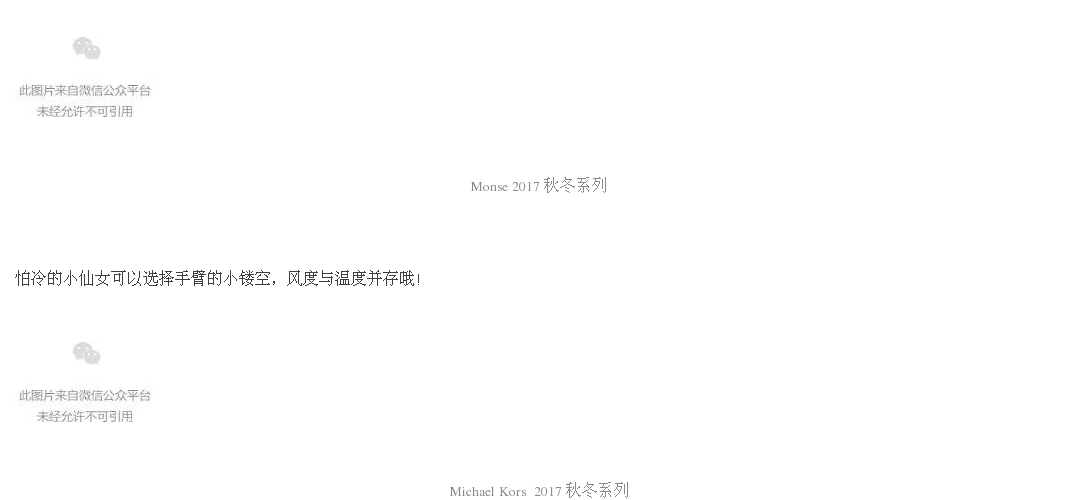 此图片来自微信公众平台
未经允许不可引用
Monse 2017 秋冬系列
怕冷的小仙女可以选择手臂的小镂空，风度与温度并存哦！
此图片来自微信公众平台
未经允许不可引用
Michael Kors  2017 秋冬系列